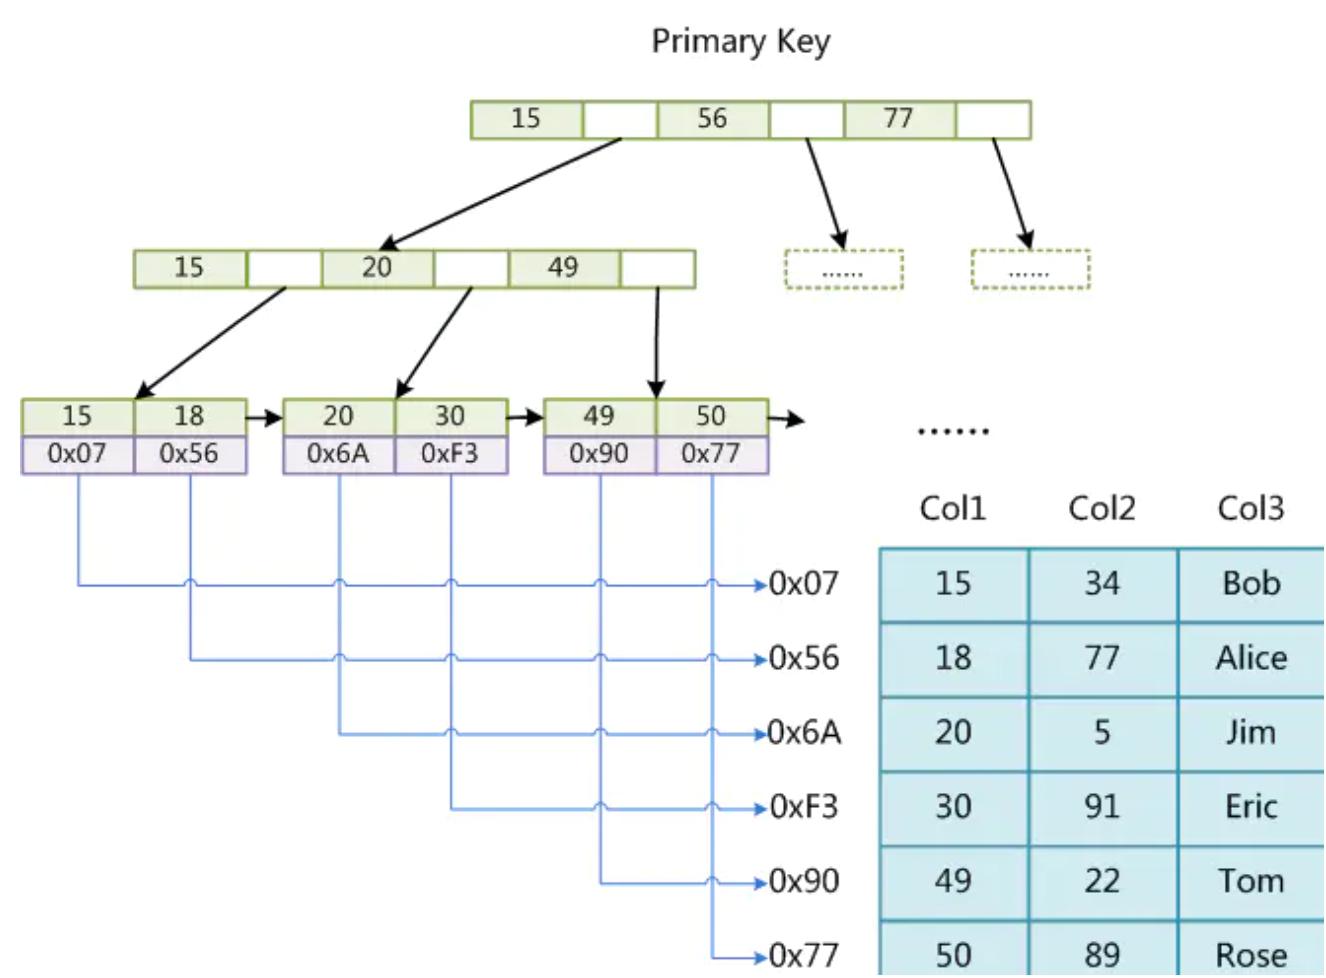 Primary Key
15 56 77
15 20 49
...... ......
15 18 20 30 49 50
0x07 0x56 0x6A 0xF3 0x90 0x77
......
Col1 Col2 Col3
0x07 15 34 Bob
0x56 18 77 Alice
0x6A 20 5 Jim
0xF3 30 91 Eric
0x90 49 22 Tom
0x77 50 89 Rose